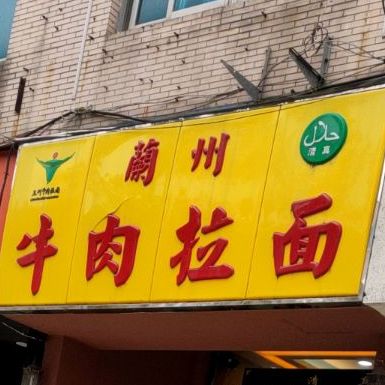 蘭州
حلال
清真
牛肉拉面